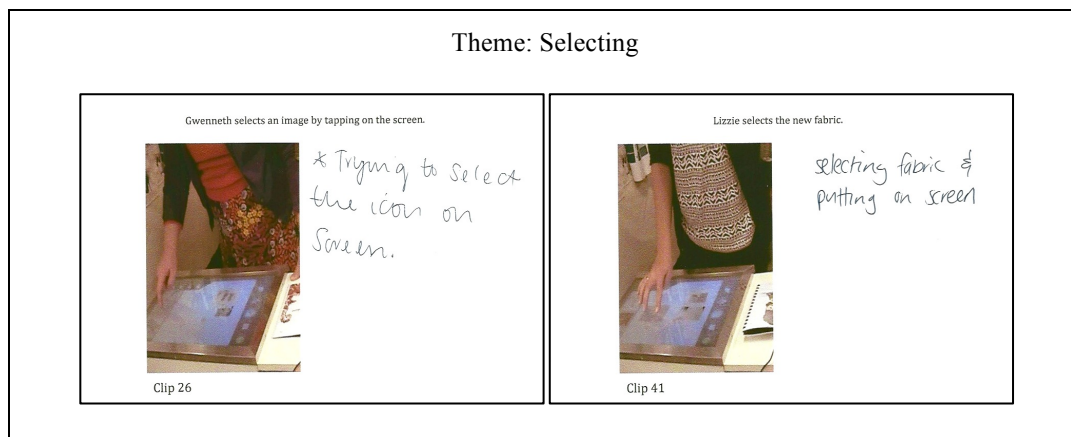 Theme: Selecting
Gwenneth selects an image by tapping on the screen.
* Trying to select
the icon on
Screen.
Clip 26
Lizzie selects the new fabric.
selecting fabric &
putting on screen
Clip 41